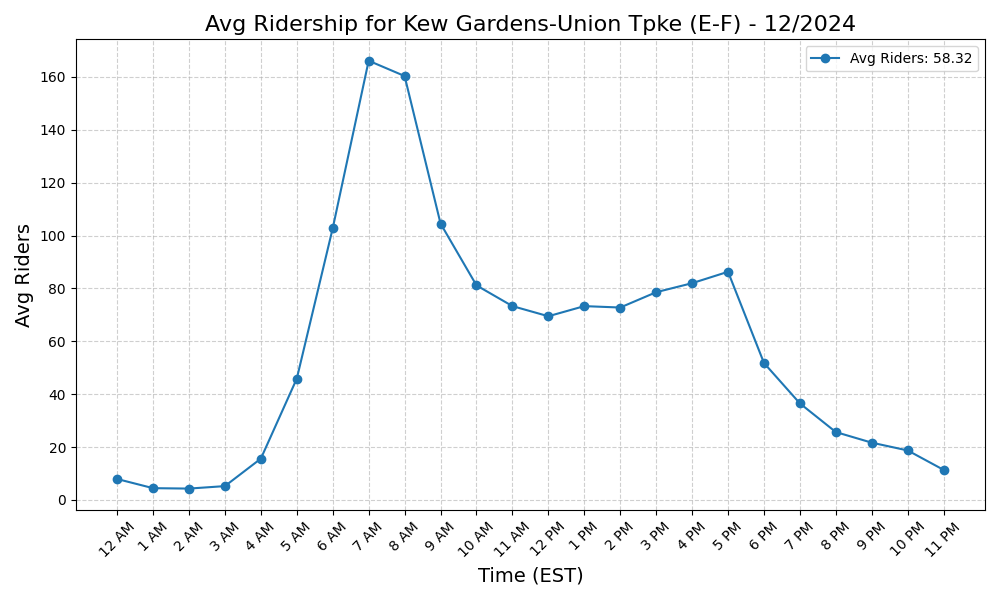 Avg Ridership for Kew Gardens-Union Tpke (E-F) - 12/2024
Avg Riders: 58.32
Avg Riders
160
140
120
100
80
60
40
20
0
12 AM
1 AM
2 AM
3 AM
4 AM
5 AM
6 AM
7 AM
8 AM
9 AM
10 AM
11 AM
12 PM
1 PM
2 PM
3 PM
4 PM
5 PM
6 PM
7 PM
8 PM
9 PM
10 PM
11 PM
Time (EST)